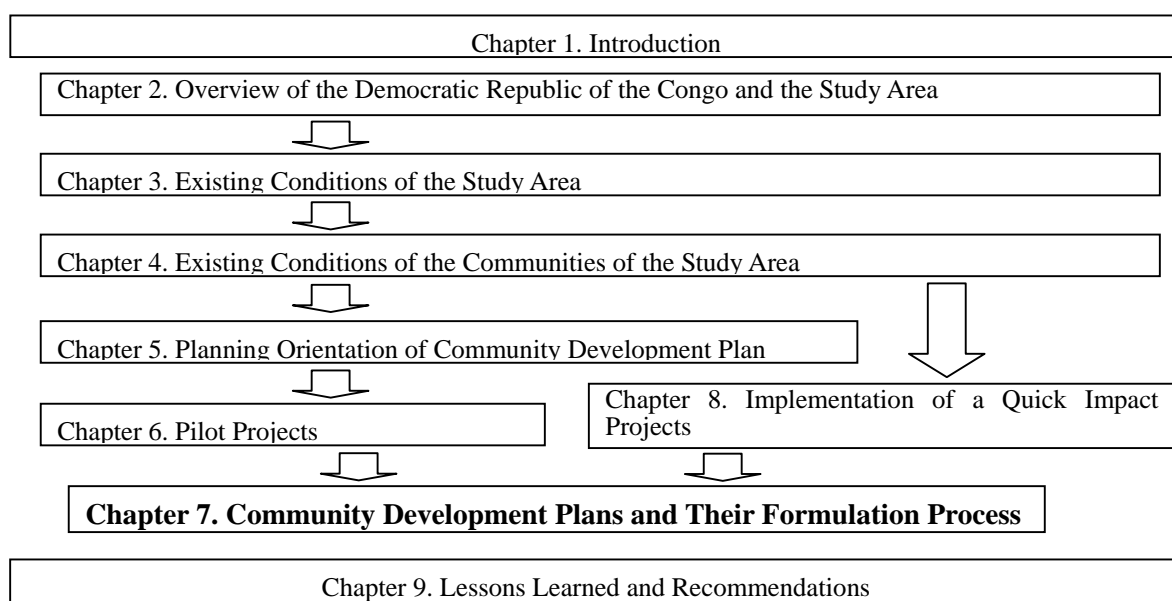 Chapter 1. Introduction
Chapter 2. Overview of the Democratic Republic of the Congo and the Study Area
Chapter 3. Existing Conditions of the Study Area
Chapter 4. Existing Conditions of the Communities of the Study Area
Chapter 5. Planning Orientation of Community Development Plan
Chapter 8. Implementation of a Quick Impact
Projects
Chapter 6. Pilot Projects
Chapter 7. Community Development Plans and Their Formulation Process
Chapter 9. Lessons Learned and Recommendations